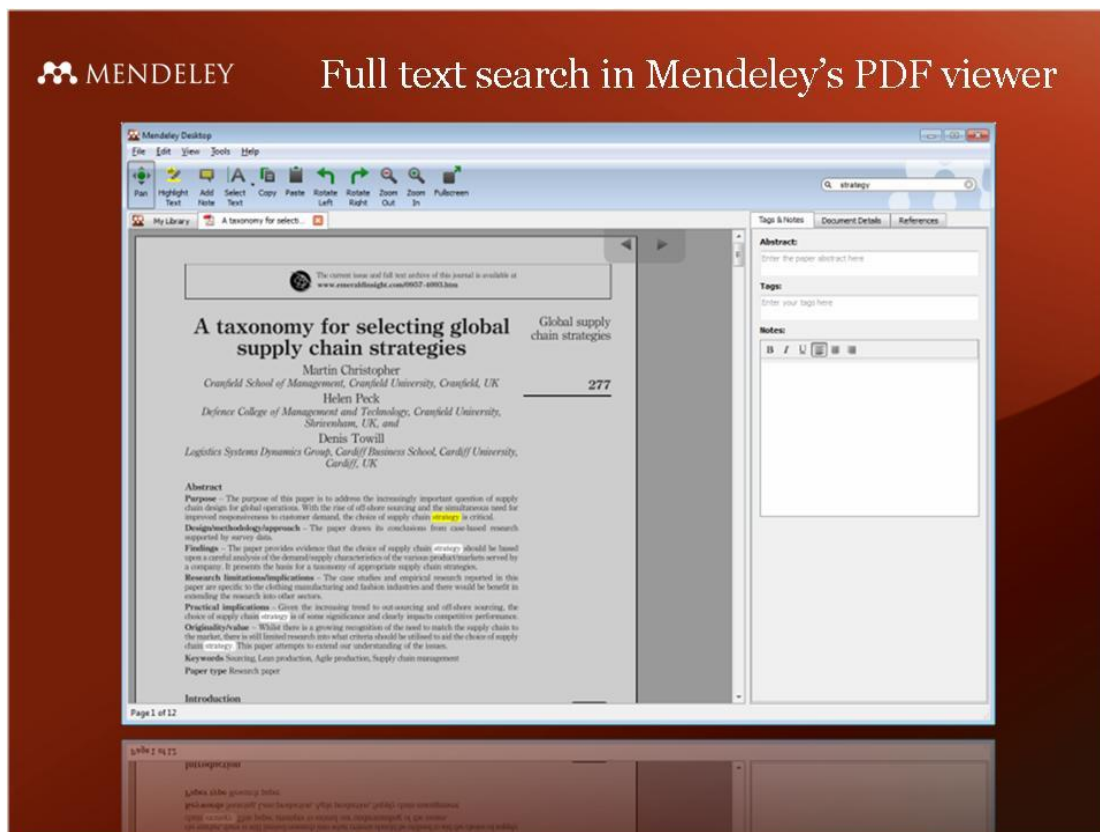 MENDELEY
Full text search in Mendeley's PDF viewer
Mendeley Desktop
File Edit View Tools Help
Pan
Highlight Text
Add Note
Select Text
Copy
Paste
Rotate Left
Rotate Right
Zoom Out
Zoom In
Fullscreen
strategy
My Library
A taxonomy for selecti...
Tags & Notes
Document Details
References
The current issue and full text archive of this journal is available at
www.emeraldinsight.com/0957-4093.htm
A taxonomy for selecting global
supply chain strategies
Global supply
chain strategies
Martin Christopher
Cranfield School of Management, Cranfield University, Cranfield, UK
277
Helen Peck
Defence College of Management and Technology, Cranfield University,
Shrivenham, UK, and
Denis Towill
Logistics Systems Dynamics Group, Cardiff Business School, Cardiff University,
Cardiff, UK
Abstract
Purpose – The purpose of this paper is to address the increasingly important question of supply
chain design for global operations. With the rise of off-shore sourcing and the simultaneous need for
improved responsiveness to customer demand, the choice of supply chain strategy is critical.
Design/methodology/approach – The paper draws its conclusions from case-based research
supported by survey data.
Findings – The paper provides evidence that the choice of supply chain strategy should be based
upon a careful analysis of the demand/supply characteristics of the various product/markets served by
a company. It presents the basis for a taxonomy of appropriate supply chain strategies.
Research limitations/implications – The case studies and empirical research reported in this
paper are specific to the clothing manufacturing and fashion industries and there would be benefit in
extending the research into other sectors.
Practical implications – Given the increasing trend to out-sourcing and off-shore sourcing, the
choice of supply chain strategy is of some significance and clearly impacts competitive performance.
Originality/value – Whilst there is a growing recognition of the need to match the supply chain to
the market, there is still limited research into what criteria should be utilised to aid the choice of supply
chain strategy. This paper attempts to extend our understanding of the issues.
Keywords Sourcing, Lean production, Agile production, Supply chain management
Paper type Research paper
Introduction
Abstract:
Enter the paper abstract here
Tags:
Enter your tags here
Notes:
B I U
Page 1 of 12